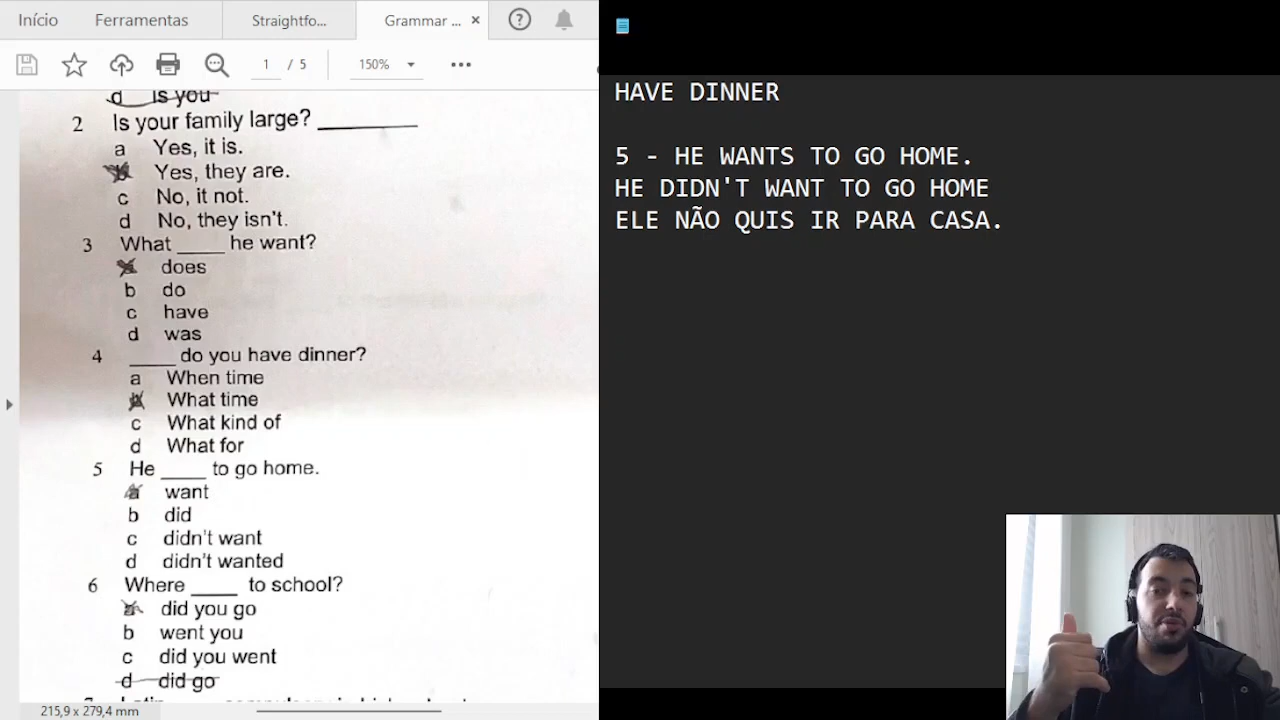 Início Ferramentas Straightfo... Grammar ... ×
1 / 5 150%
d is you
2 Is your family large? ________
a Yes, it is.
b Yes, they are.
c No, it not.
d No, they isn't.
3 What ____ he want?
a does
b do
c have
d was
4 ____ do you have dinner?
a When time
b What time
c What kind of
d What for
5 He ____ to go home.
a want
b did
c didn't want
d didn't wanted
6 Where ____ to school?
a did you go
b went you
c did you went
d did go
215,9 x 279,4 mm
HAVE DINNER
5 - HE WANTS TO GO HOME.
HE DIDN'T WANT TO GO HOME
ELE NÃO QUIS IR PARA CASA.